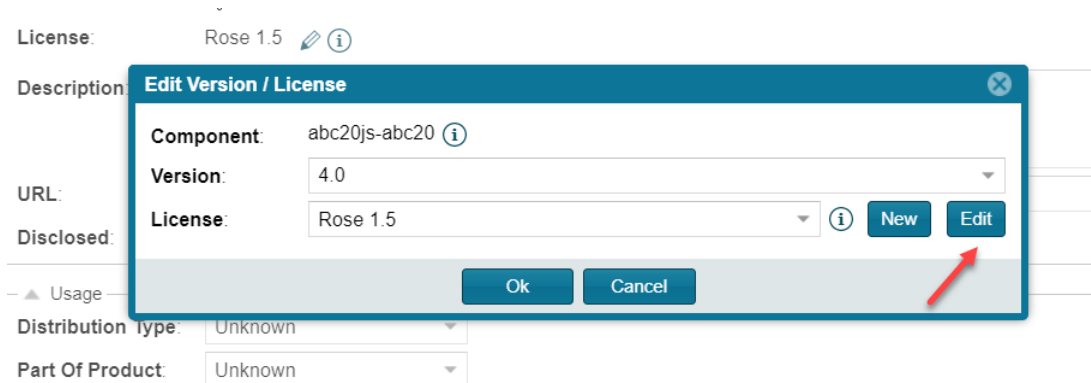 License: Rose 1.5
Description:
Edit Version / License
Component: abc20js-abc20
Version: 4.0
URL:
License: Rose 1.5 New Edit
Disclosed:
Ok Cancel
Usage
Distribution Type: Unknown
Part Of Product: Unknown